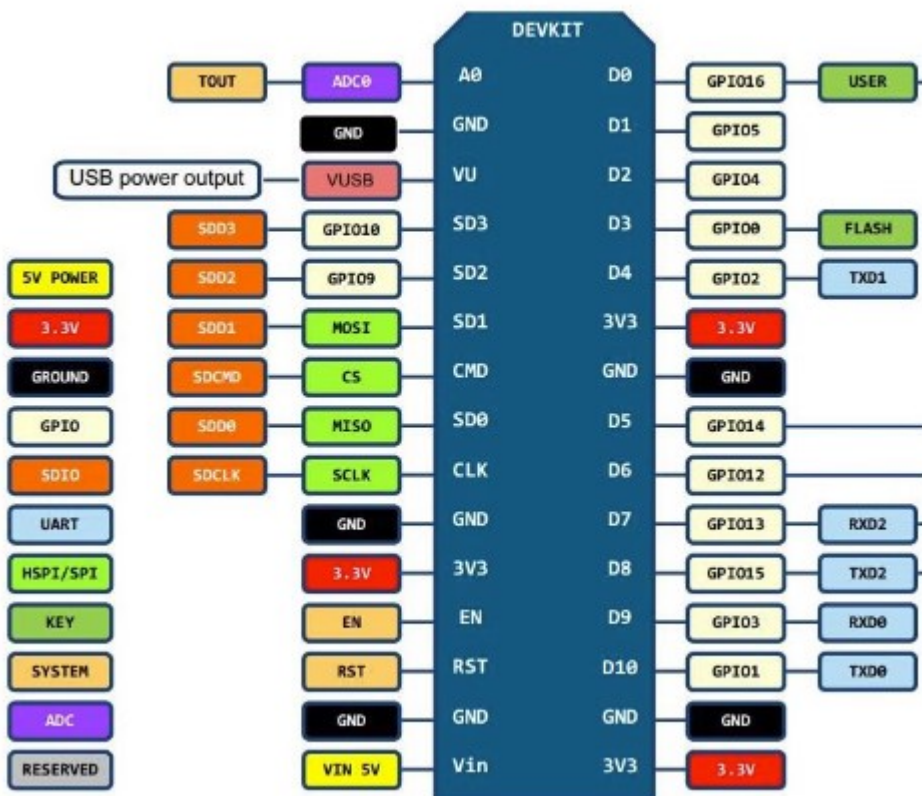 DEVKIT
TOUT ADC0 A0 D0 GPIO16 USER
GND GND D1 GPIO5
USB power output VUSB VU D2 GPIO4
SDD3 GPIO10 SD3 D3 GPIO0 FLASH
5V POWER SDD2 GPIO9 SD2 D4 GPIO2 TXD1
3.3V SDD1 MOSI SD1 3V3 3.3V
GROUND SDCMD CS CMD GND GND
GPIO SDD0 MISO SD0 D5 GPIO14
SDIO SDCLK SCLK CLK D6 GPIO12
UART GND GND D7 GPIO13 RXD2
HSPI/SPI 3.3V 3V3 D8 GPIO15 TXD2
KEY EN EN D9 GPIO3 RXD0
SYSTEM RST RST D10 GPIO1 TXD0
ADC GND GND GND GND
RESERVED VIN 5V Vin 3V3 3.3V